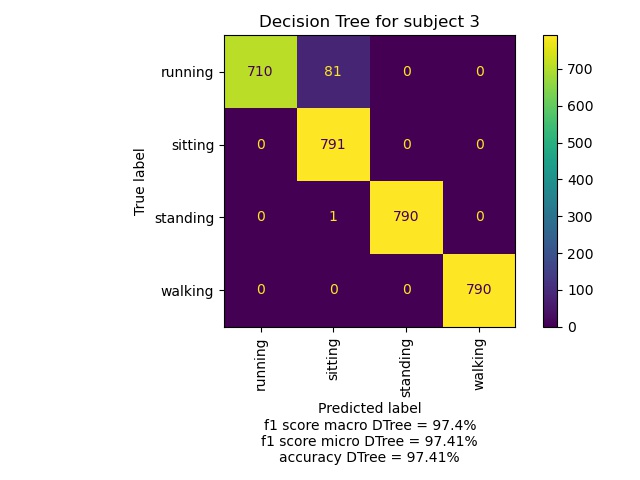 Decision Tree for subject 3
running 710 81 0 0
sitting 0 791 0 0
standing 0 1 790 0
walking 0 0 0 790
True label
running sitting standing walking
Predicted label
f1 score macro DTree = 97.4%
f1 score micro DTree = 97.41%
accuracy DTree = 97.41%
700
600
500
400
300
200
100
0